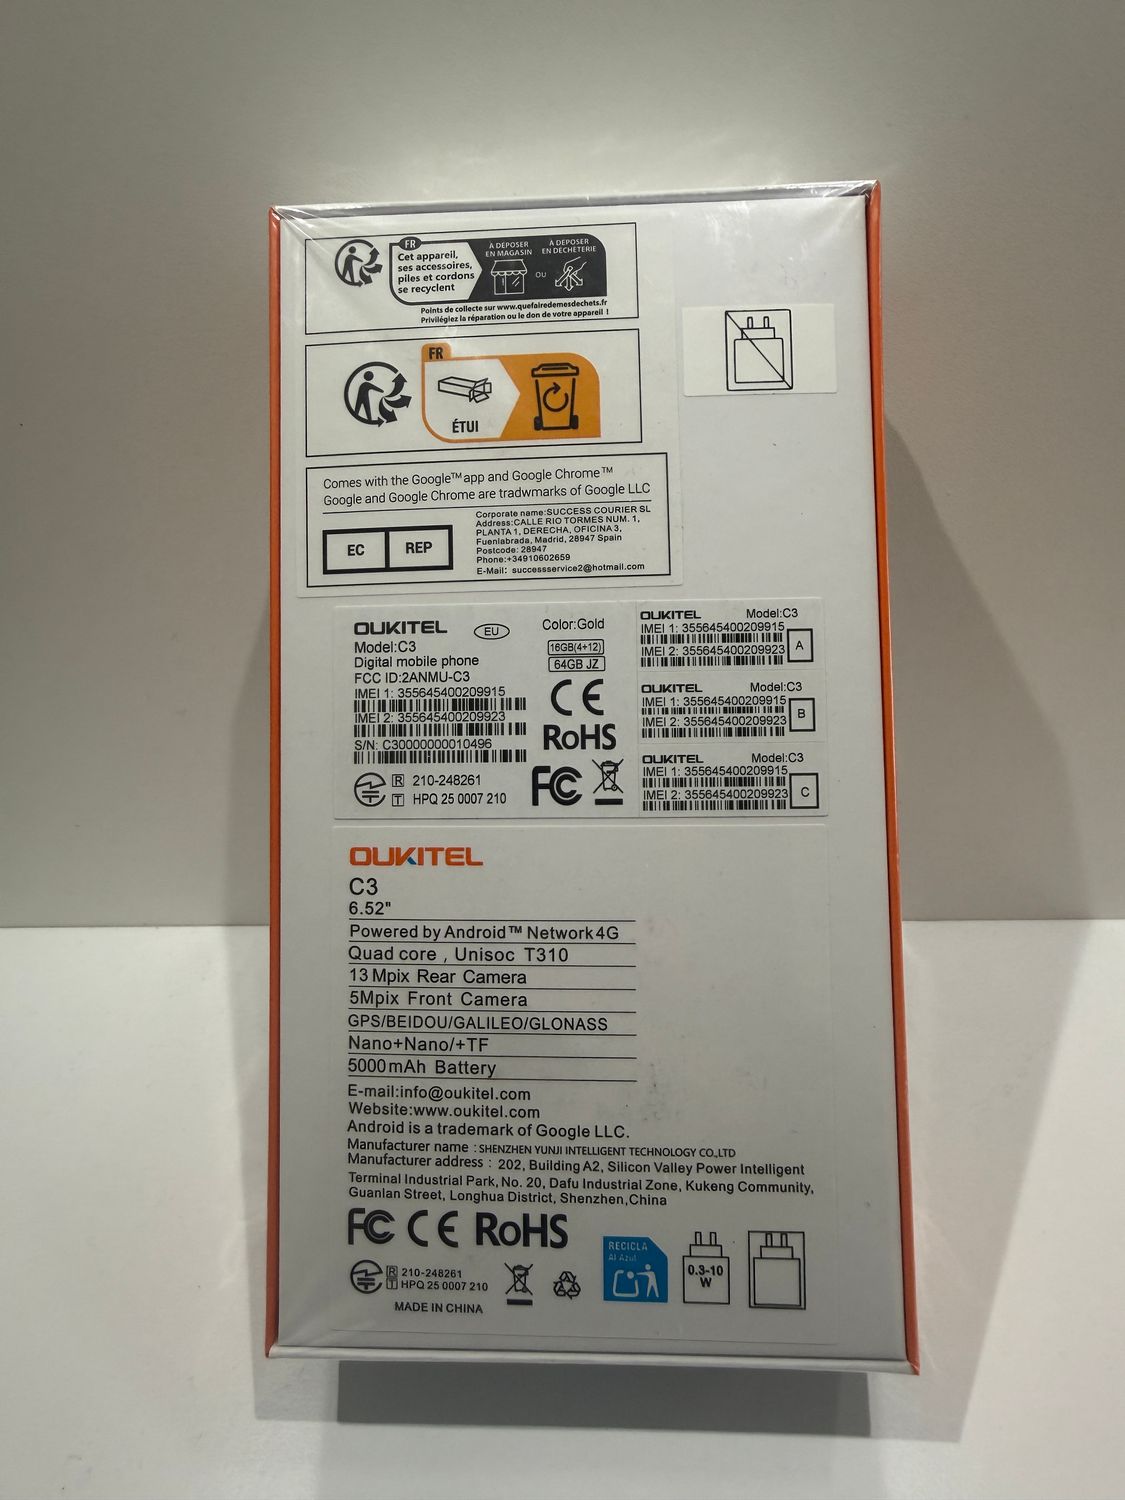 FR
Cet appareil,
ses accessoires,
piles et cordons
se recyclent
À DÉPOSER
EN MAGASIN
OU
À DÉPOSER
EN DÉCHÈTERIE
Points de collecte sur www.quefairedemesdechets.fr
Privilégiez la réparation ou le don de votre appareil !
FR
ÉTUI
Comes with the Google™ app and Google Chrome™
Google and Google Chrome are tradwmarks of Google LLC
EC REP
Corporate name:SUCCESS COURIER SL
Address:CALLE RIO TORMES NUM. 1,
PLANTA 1, DERECHA, OFICINA 3,
Fuenlabrada, Madrid, 28947 Spain
Postcode: 28947
Phone:+34910602659
E-Mail: successservice2@hotmail.com
OUKITEL EU
Model:C3
Digital mobile phone
FCC ID:2ANMU-C3
IMEI 1: 355645400209915
IMEI 2: 355645400209923
S/N: C30000000010496
R 210-248261
T HPQ 25 0007 210
Color:Gold
16GB(4+12)
64GB JZ
CE
RoHS
FC
OUKITEL Model:C3
IMEI 1: 355645400209915
IMEI 2: 355645400209923
A
OUKITEL Model:C3
IMEI 1: 355645400209915
IMEI 2: 355645400209923
B
OUKITEL Model:C3
IMEI 1: 355645400209915
IMEI 2: 355645400209923
C
OUKITEL
C3
6.52"
Powered by Android™ Network 4G
Quad core , Unisoc T310
13 Mpix Rear Camera
5Mpix Front Camera
GPS/BEIDOU/GALILEO/GLONASS
Nano+Nano/+TF
5000mAh Battery
E-mail:info@oukitel.com
Website:www.oukitel.com
Android is a trademark of Google LLC.
Manufacturer name : SHENZHEN YUNJI INTELLIGENT TECHNOLOGY CO.,LTD
Manufacturer address : 202, Building A2, Silicon Valley Power Intelligent
Terminal Industrial Park, No. 20, Dafu Industrial Zone, Kukeng Community,
Guanlan Street, Longhua District, Shenzhen,China
FC CE RoHS
R 210-248261
T HPQ 25 0007 210
MADE IN CHINA
RECICLA
Al Azul
0.3-10
W